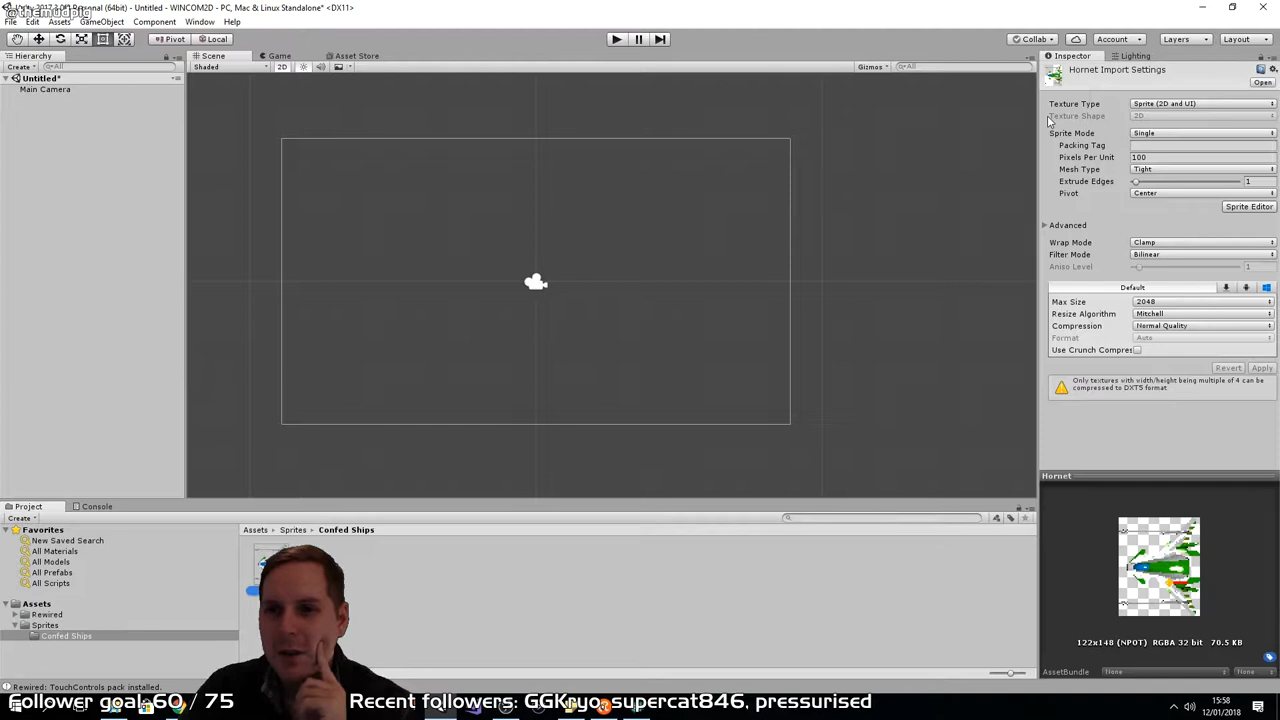 Unity 2017.3.0f Personal (64bit) - Untitled - WINCOM2D - PC, Mac & Linux Standalone* <DX11>
@themudpig
File Edit Assets GameObject Component Window Help
Pivot Local Collab Account Layers Layout
Hierarchy
Create All
Untitled*
Main Camera
Scene Game Asset Store
Shaded 2D Gizmos All
Inspector Lighting
Hornet Import Settings
Open
Texture Type Sprite (2D and UI)
Texture Shape 2D
Sprite Mode Single
Packing Tag
Pixels Per Unit 100
Mesh Type Tight
Extrude Edges 1
Pivot Center
Sprite Editor
Advanced
Wrap Mode Clamp
Filter Mode Bilinear
Aniso Level 1
Default
Max Size 2048
Resize Algorithm Mitchell
Compression Normal Quality
Format Auto
Use Crunch Compres
Revert Apply
Only textures with width/height being multiple of 4 can be
compressed to DXT5 format
Hornet
122x148 (NPOT) RGBA 32 bit 70.5 KB
AssetBundle None None
Project Console
Create
Favorites
New Saved Search
All Materials
All Models
All Prefabs
All Scripts
Assets
Rewired
Sprites
Confed Ships
Assets Sprites Confed Ships
Rewired: TouchControls pack installed.
Follower goal: 60 / 75
Recent followers: GGKryo, supercat846, pressurised
15:58
12/01/2018